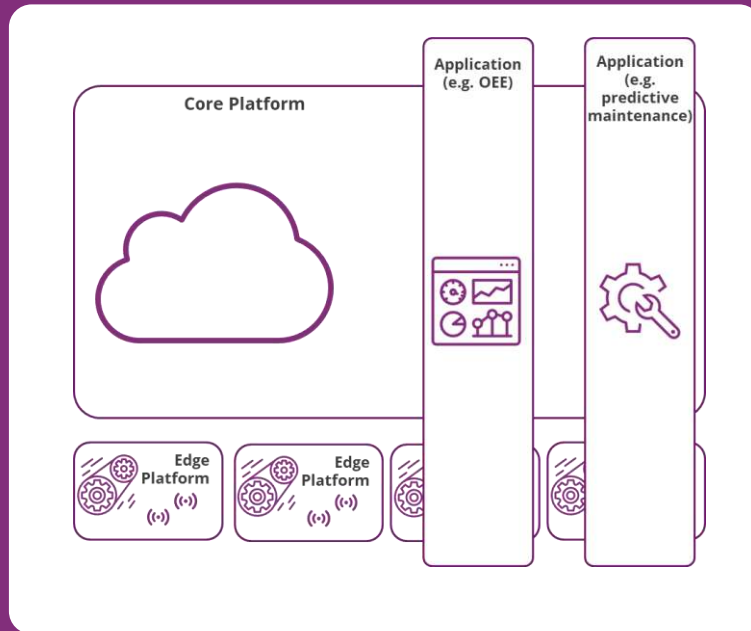 Core Platform
Application
(e.g. OEE)
Application
(e.g.
predictive
maintenance)
Edge
Platform
Edge
Platform